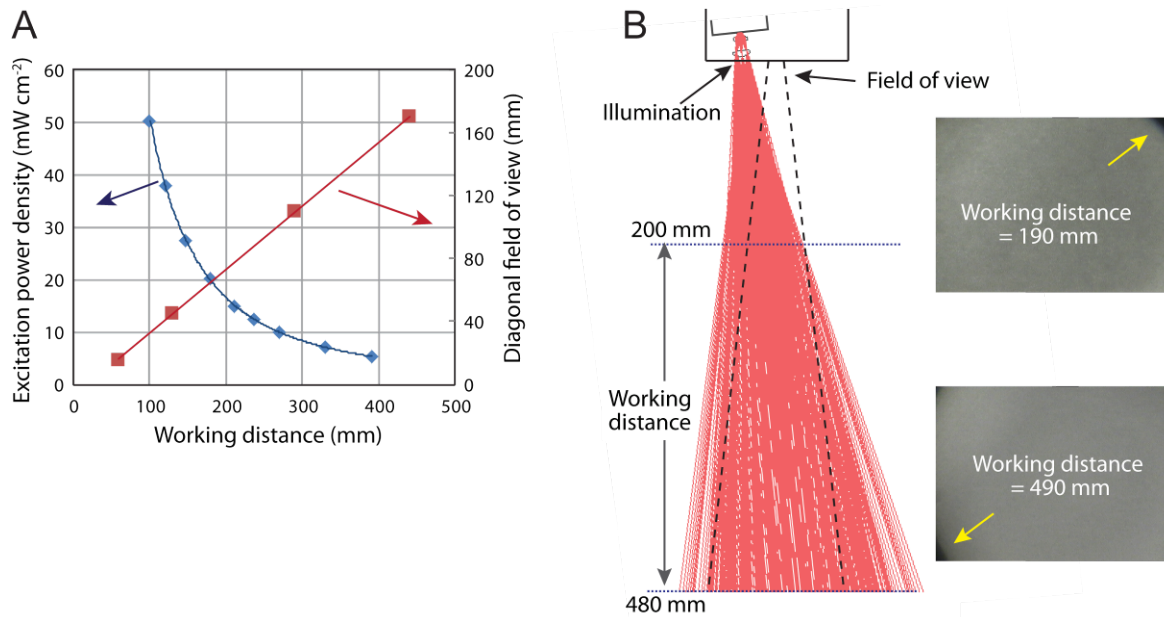 A
Excitation power density (mW cm⁻²)
60
50
40
30
20
10
0
0
100
200
300
400
500
Working distance (mm)
200
160
120
80
40
0
Diagonal field of view (mm)
B
Illumination
Field of view
200 mm
Working
distance
480 mm
Working distance
= 190 mm
Working distance
= 490 mm